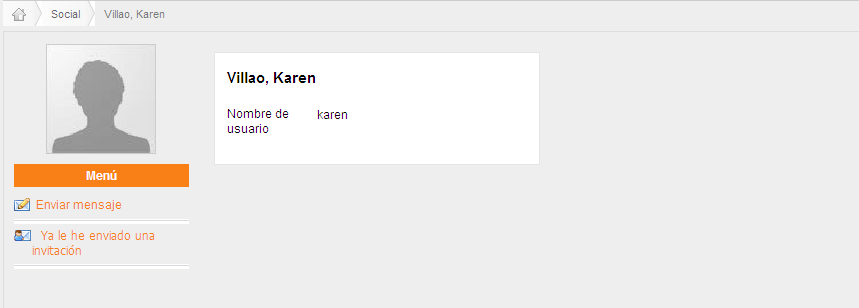 Social
Villao, Karen
Villao, Karen
Nombre de
usuario
karen
Menú
Enviar mensaje
Ya le he enviado una
invitación